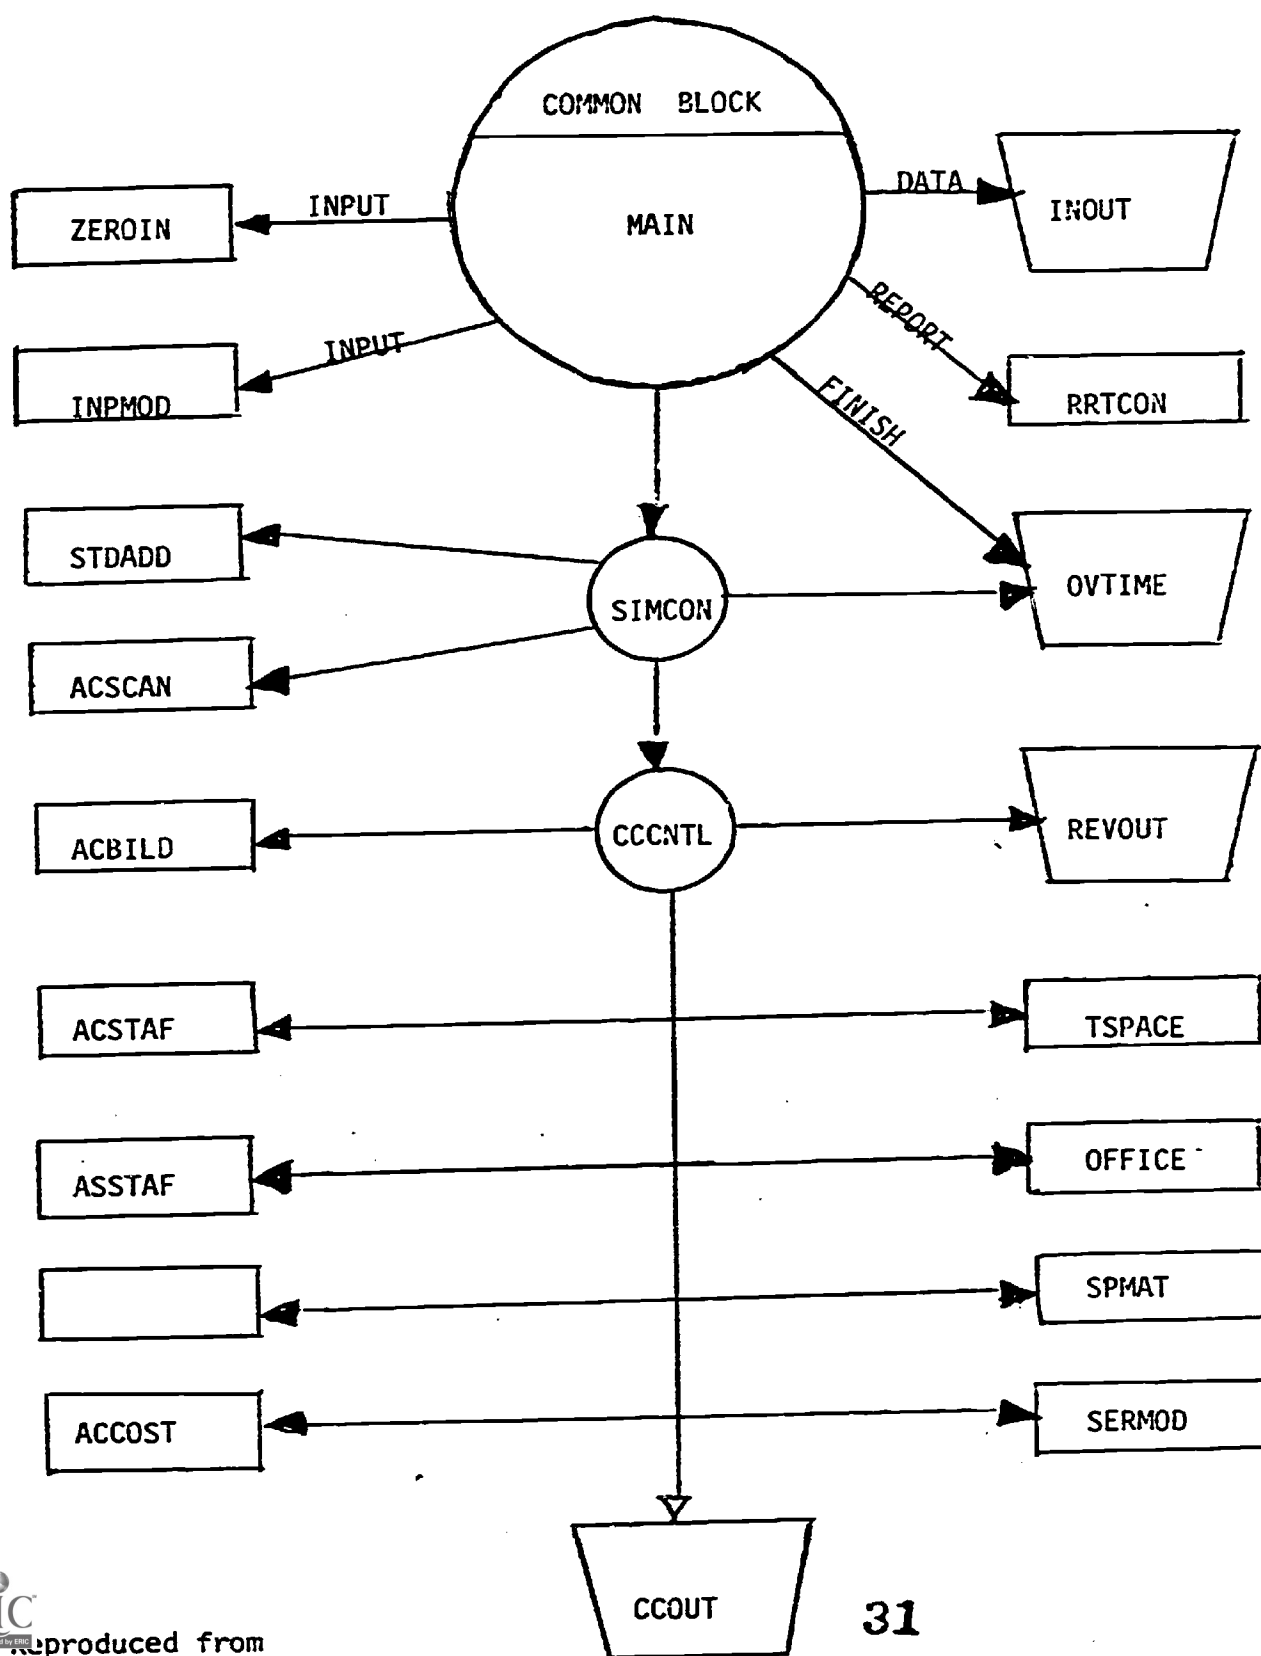 COMMON BLOCK
MAIN
INPUT
DATA
ZEROIN
INOUT
INPUT
REPORT
INPMOD
RRTCON
FINISH
STDADD
SIMCON
OVTIME
ACSCAN
ACBILD
CCCNTL
REVOUT
ACSTAF
TSPACE
ASSTAF
OFFICE
SPMAT
ACCOST
SERMOD
CCOUT
31
Reproduced from